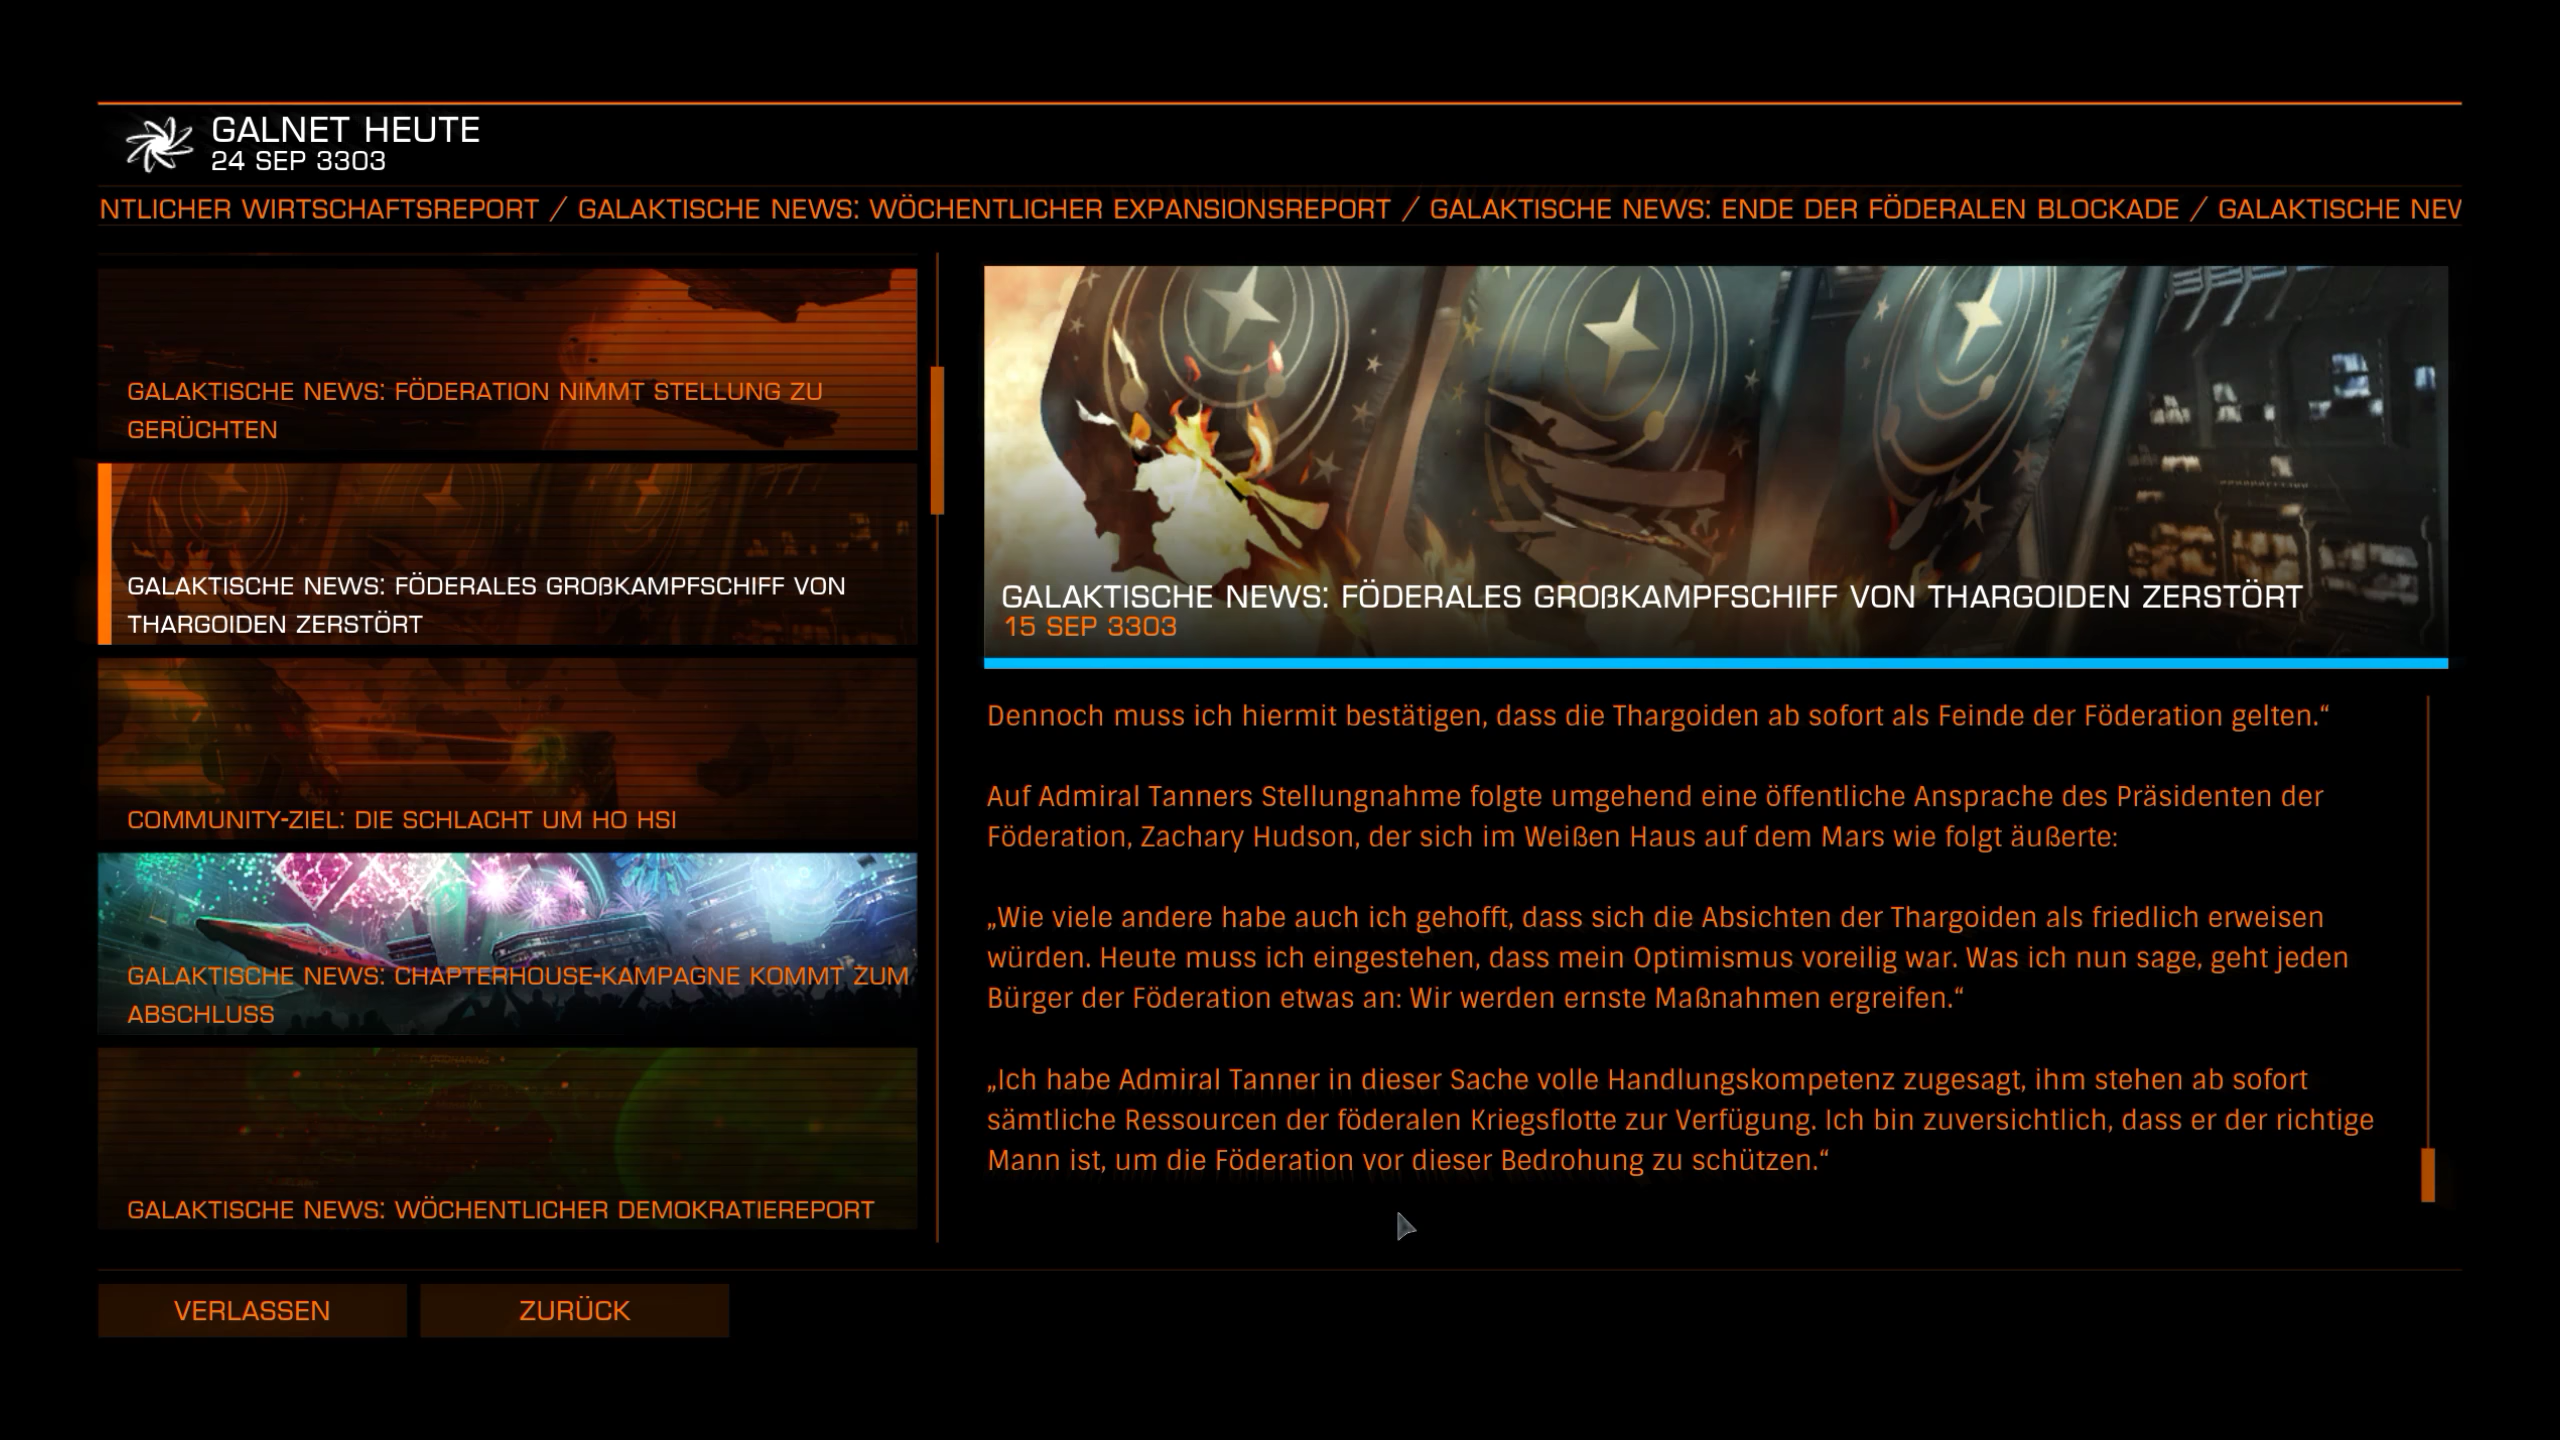 GALNET HEUTE
24 SEP 3303
NTLICHER WIRTSCHAFTSREPORT / GALAKTISCHE NEWS: WÖCHENTLICHER EXPANSIONSREPORT / GALAKTISCHE NEWS: ENDE DER FÖDERALEN BLOCKADE / GALAKTISCHE NEW
GALAKTISCHE NEWS: FÖDERATION NIMMT STELLUNG ZU
GERÜCHTEN
GALAKTISCHE NEWS: FÖDERALES GROßKAMPFSCHIFF VON
THARGOIDEN ZERSTÖRT
COMMUNITY-ZIEL: DIE SCHLACHT UM HO HSI
GALAKTISCHE NEWS: CHAPTERHOUSE-KAMPAGNE KOMMT ZUM
ABSCHLUSS
GALAKTISCHE NEWS: WÖCHENTLICHER DEMOKRATIEREPORT
GALAKTISCHE NEWS: FÖDERALES GROßKAMPFSCHIFF VON THARGOIDEN ZERSTÖRT
15 SEP 3303
Dennoch muss ich hiermit bestätigen, dass die Thargoiden ab sofort als Feinde der Föderation gelten.“
Auf Admiral Tanners Stellungnahme folgte umgehend eine öffentliche Ansprache des Präsidenten der
Föderation, Zachary Hudson, der sich im Weißen Haus auf dem Mars wie folgt äußerte:
„Wie viele andere habe auch ich gehofft, dass sich die Absichten der Thargoiden als friedlich erweisen
würden. Heute muss ich eingestehen, dass mein Optimismus voreilig war. Was ich nun sage, geht jeden
Bürger der Föderation etwas an: Wir werden ernste Maßnahmen ergreifen.“
„Ich habe Admiral Tanner in dieser Sache volle Handlungskompetenz zugesagt, ihm stehen ab sofort
sämtliche Ressourcen der föderalen Kriegsflotte zur Verfügung. Ich bin zuversichtlich, dass er der richtige
Mann ist, um die Föderation vor dieser Bedrohung zu schützen.“
VERLASSEN
ZURÜCK